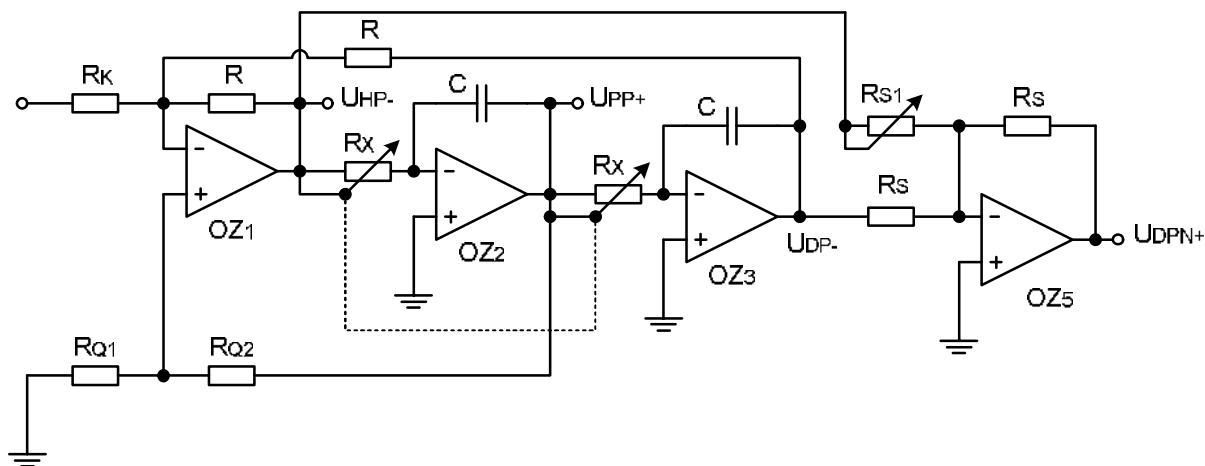 R
RK
R
UHP-
C
UPP+
C
RS1
RS
-
+
OZ1
RX
-
+
OZ2
RX
-
+
OZ3
UDP-
RS
-
+
OZ5
UDPN+
RQ1
RQ2